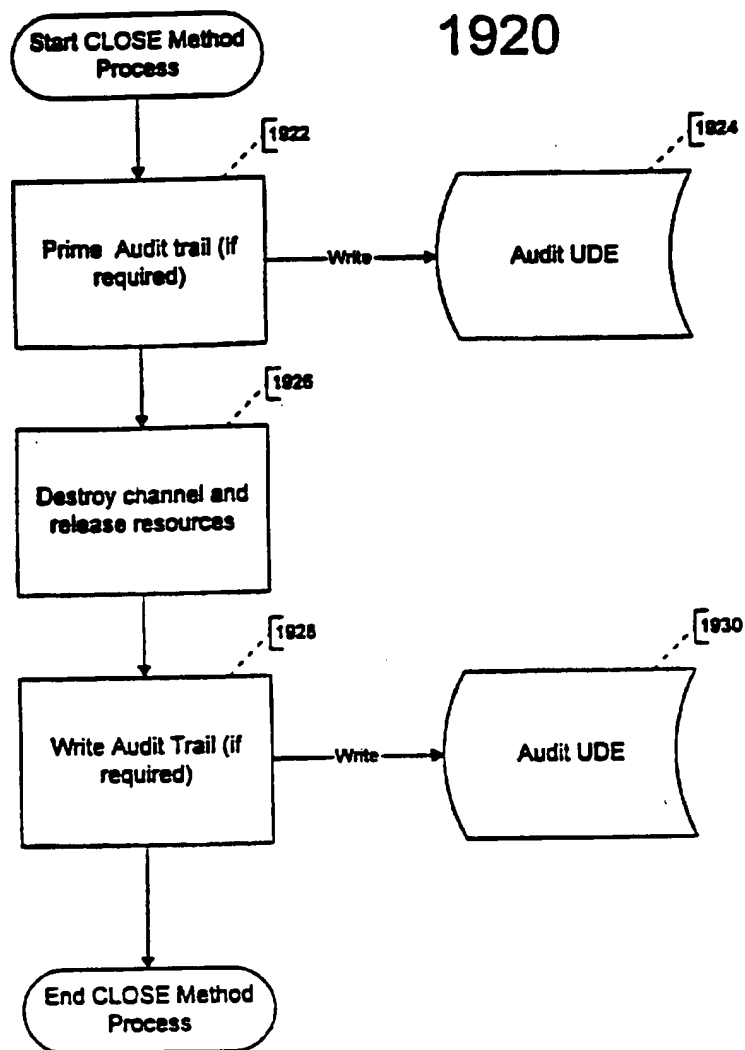 1920
Start CLOSE Method
Process
1922
1924
Prime Audit trail (if
required)
Write
Audit UDE
1926
Destroy channel and
release resources
1928
1930
Write Audit Trail (if
required)
Write
Audit UDE
End CLOSE Method
Process